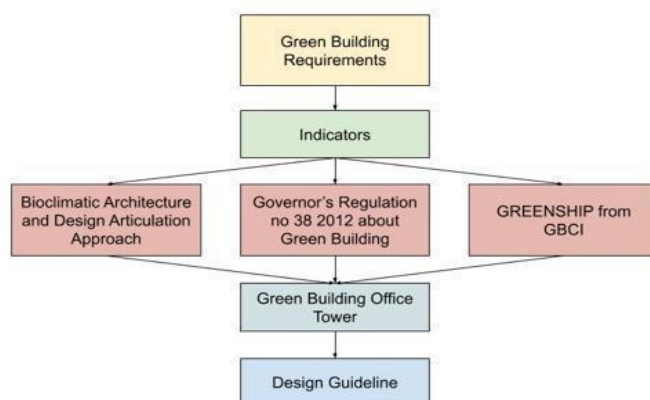 Green Building
Requirements
Indicators
Bioclimatic Architecture
and Design Articulation
Approach
Governor's Regulation
no 38 2012 about
Green Building
GREENSHIP from
GBCI
Green Building Office
Tower
Design Guideline